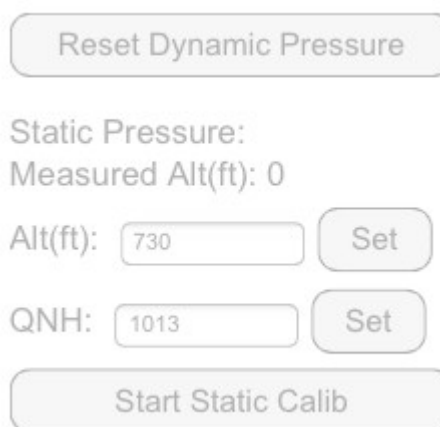 Reset Dynamic Pressure
Static Pressure:
Measured Alt(ft): 0
Alt(ft): 730 Set
QNH: 1013 Set
Start Static Calib